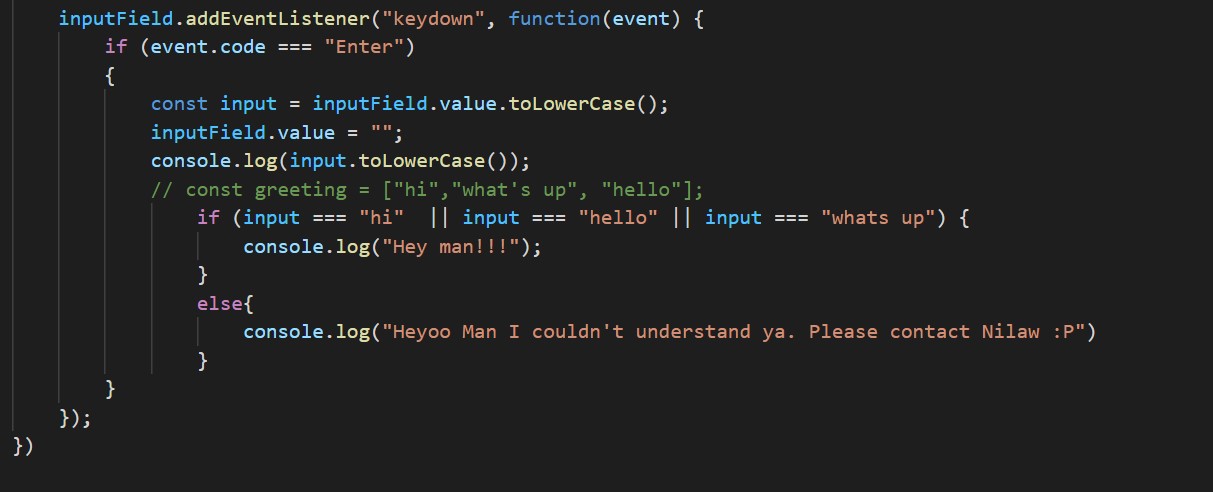 inputField.addEventListener("keydown", function(event) {
if (event.code === "Enter")
{
const input = inputField.value.toLowerCase();
inputField.value = "";
console.log(input.toLowerCase());
// const greeting = ["hi","what's up", "hello"];
if (input === "hi"  || input === "hello" || input === "whats up") {
console.log("Hey man!!!");
}
else{
console.log("Heyoo Man I couldn't understand ya. Please contact Nilaw :P")
}
}
});
})